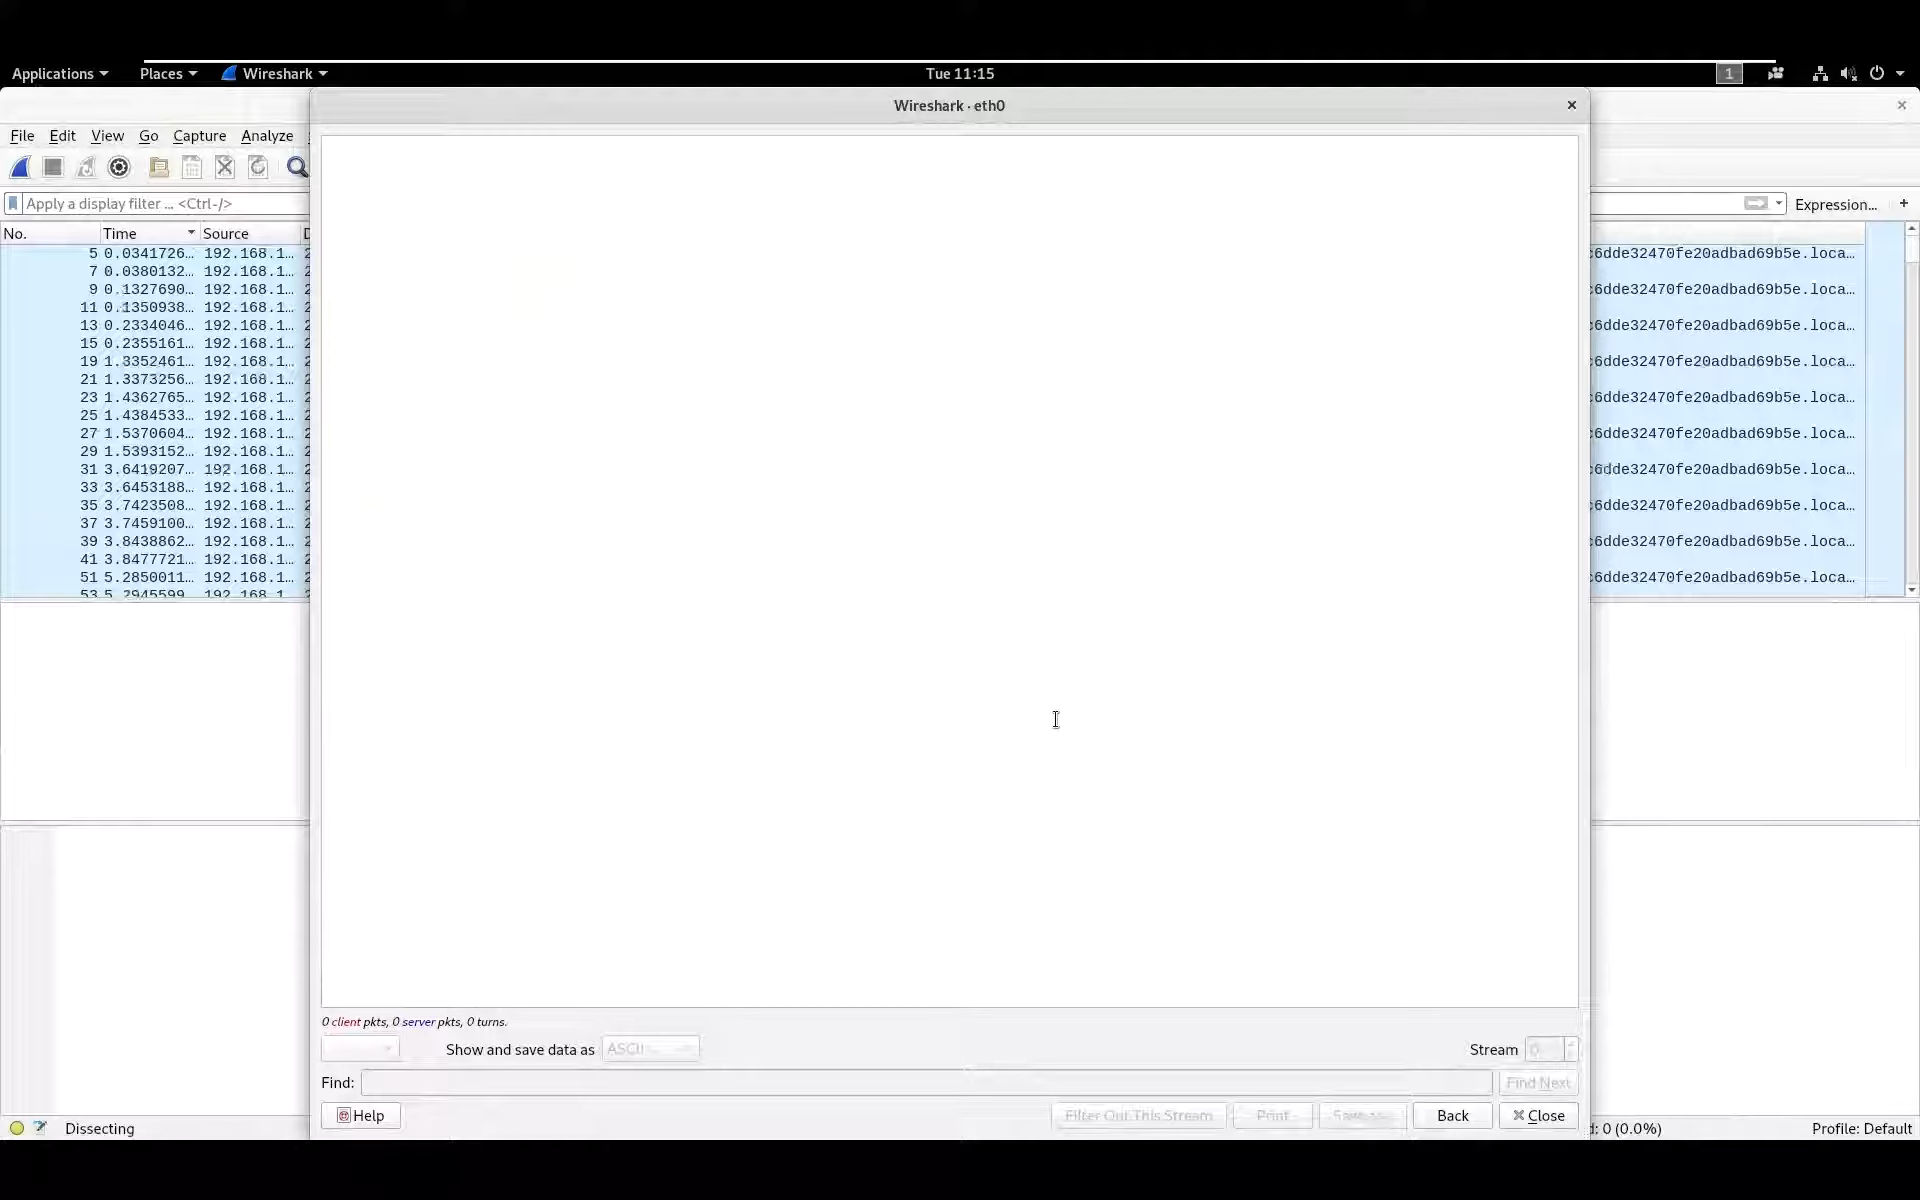 Applications Places Wireshark Tue 11:15 1
Wireshark · eth0
File Edit View Go Capture Analyze
Apply a display filter ... <Ctrl-/> Expression... +
No. Time Source
5 0.0341726… 192.168.1… c6dde32470fe20adbad69b5e.loca…
7 0.0380132… 192.168.1…
9 0.1327690… 192.168.1… c6dde32470fe20adbad69b5e.loca…
11 0.1350938… 192.168.1…
13 0.2334046… 192.168.1… c6dde32470fe20adbad69b5e.loca…
15 0.2355161… 192.168.1…
19 1.3352461… 192.168.1… c6dde32470fe20adbad69b5e.loca…
21 1.3373256… 192.168.1…
23 1.4362765… 192.168.1… c6dde32470fe20adbad69b5e.loca…
25 1.4384533… 192.168.1…
27 1.5370604… 192.168.1… c6dde32470fe20adbad69b5e.loca…
29 1.5393152… 192.168.1…
31 3.6419207… 192.168.1… c6dde32470fe20adbad69b5e.loca…
33 3.6453188… 192.168.1…
35 3.7423508… 192.168.1… c6dde32470fe20adbad69b5e.loca…
37 3.7459100… 192.168.1…
39 3.8438862… 192.168.1… c6dde32470fe20adbad69b5e.loca…
41 3.8477721… 192.168.1…
51 5.2850011… 192.168.1… c6dde32470fe20adbad69b5e.loca…
53 5.2945599 192.168.1
0 client pkts, 0 server pkts, 0 turns.
Show and save data as ASCII Stream 0
Find: Find Next
Help Filter Out This Stream Print Save as… Back Close
Dissecting d: 0 (0.0%) Profile: Default